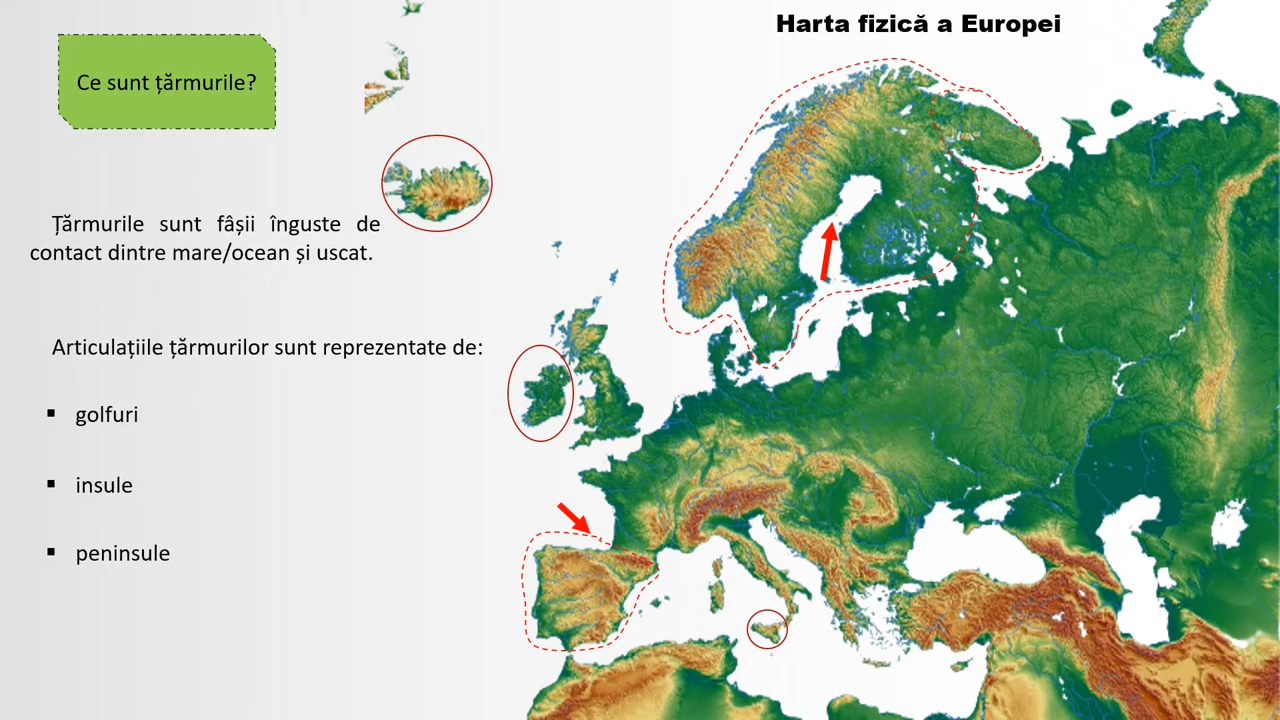 Harta fizică a Europei
Ce sunt țărmurile?
Țărmurile sunt fâșii înguste de
contact dintre mare/ocean și uscat.
Articulațiile țărmurilor sunt reprezentate de:
▪ golfuri
▪ insule
▪ peninsule